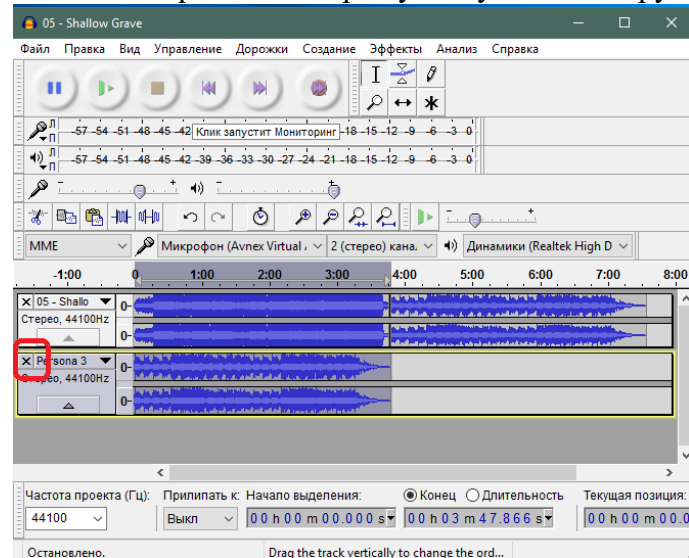 05 - Shallow Grave
Файл Правка Вид Управление Дорожки Создание Эффекты Анализ Справка
Л П -57 -54 -51 -48 -45 -42 Клик запустит Мониторинг -18 -15 -12 -9 -6 -3 0
Л П -57 -54 -51 -48 -45 -42 -39 -36 -33 -30 -27 -24 -21 -18 -15 -12 -9 -6 -3 0
MME Микрофон (Avnex Virtual 2 (стерео) кана. Динамики (Realtek High D
-1:00 0 1:00 2:00 3:00 4:00 5:00 6:00 7:00 8:00
X 05 - Shallo 0-
Стерео, 44100Hz
0-
X Persona 3 0-
Стерео, 44100Hz
0-
Частота проекта (Гц): Прилипать к: Начало выделения: Конец Длительность Текущая позиция:
44100 Выкл 00 h 00 m 00.000 s 00 h 03 m 47.866 s 00 h 00 m 00.0
Остановлено. Drag the track vertically to change the ord...